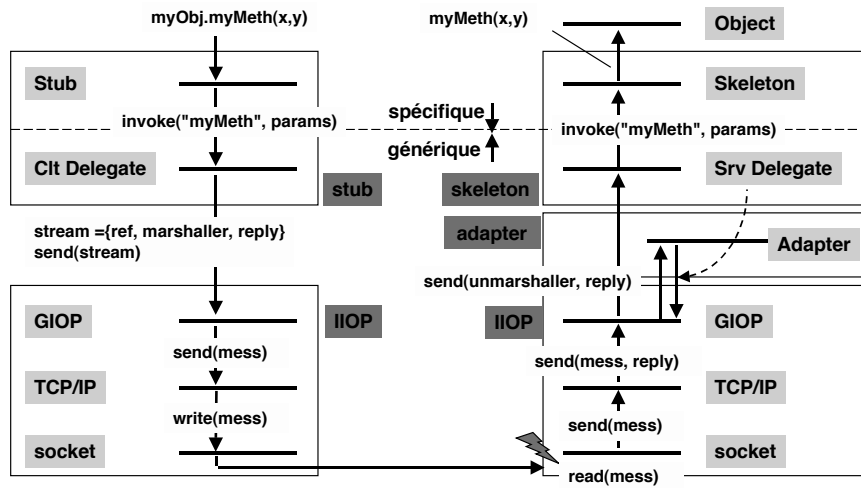 myObj.myMeth(x,y)
Stub
invoke("myMeth", params)
Clt Delegate
stub
stream ={ref, marshaller, reply}
send(stream)
GIOP
IIOP
send(mess)
TCP/IP
write(mess)
socket
spécifique
générique
myMeth(x,y)
Object
Skeleton
invoke("myMeth", params)
skeleton
Srv Delegate
adapter
Adapter
send(unmarshaller, reply)
IIOP
GIOP
send(mess, reply)
TCP/IP
send(mess)
socket
read(mess)